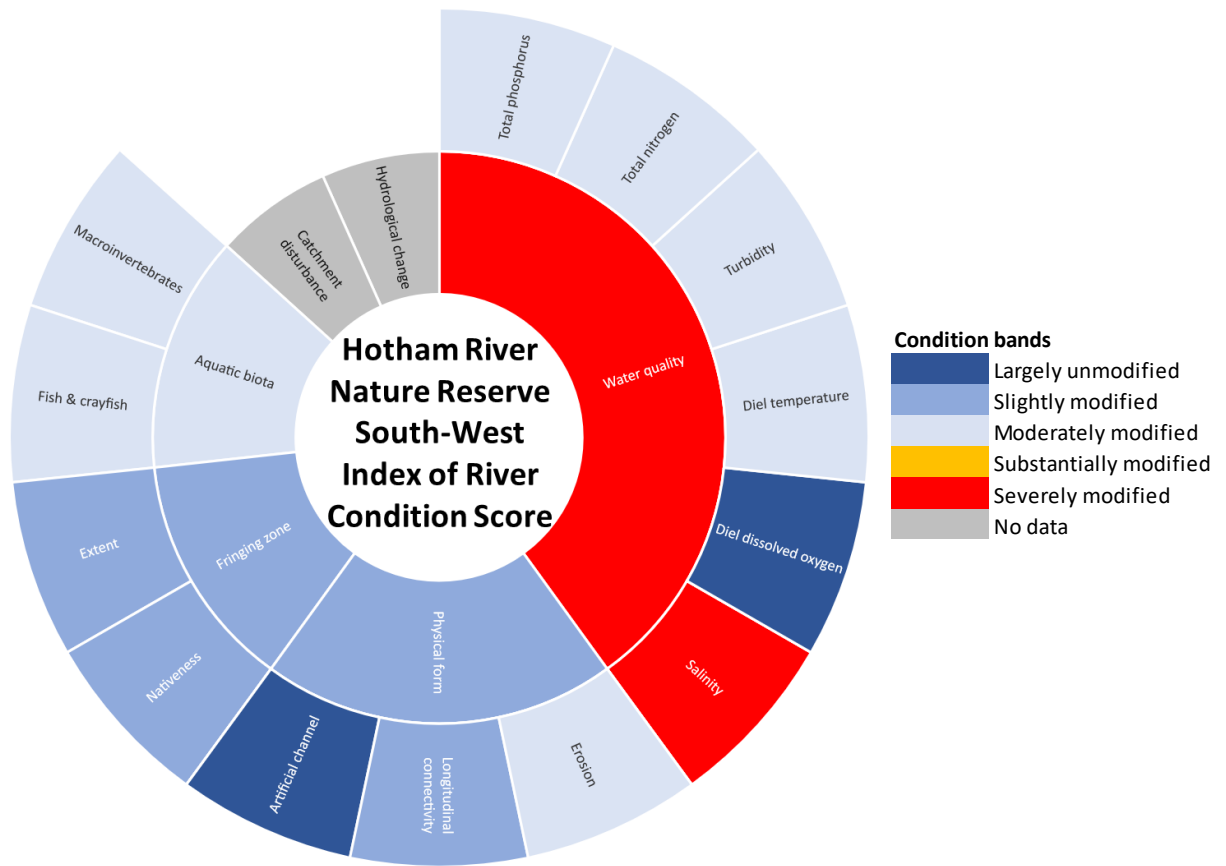 Total phosphorus
Total nitrogen
Turbidity
Diel temperature
Diel dissolved oxygen
Salinity
Erosion
Longitudinal
connectivity
Artificial channel
Nativeness
Extent
Fish & crayfish
Macroinvertebrates
Hydrological change
Catchment
disturbance
Aquatic biota
Fringing zone
Physical form
Water quality
Hotham River
Nature Reserve
South-West
Index of River
Condition Score
Condition bands
Largely unmodified
Slightly modified
Moderately modified
Substantially modified
Severely modified
No data